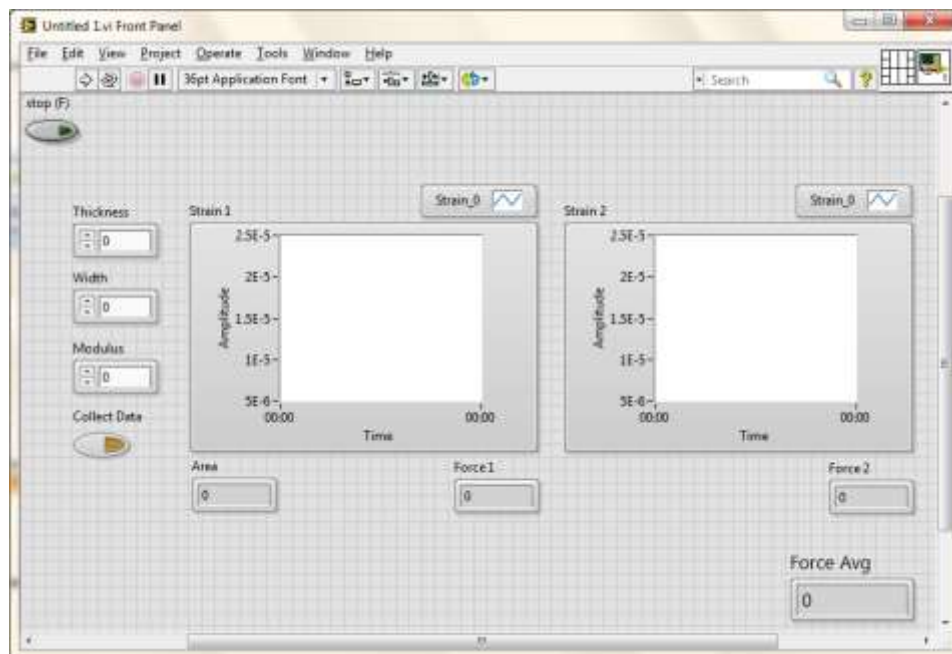 Untitled 1.vi Front Panel
File Edit View Project Operate Tools Window Help
36pt Application Font
Search
stop (F)
Strain_0
Strain_0
Thickness
Strain 1
Strain 2
0
Width
0
Modulus
0
Collect Data
2.5E-5
2E-5
1.5E-5
1E-5
5E-6
Amplitude
00:00
00:00
Time
2.5E-5
2E-5
1.5E-5
1E-5
5E-6
Amplitude
00:00
00:00
Time
Area
0
Force 1
0
Force 2
0
Force Avg
0